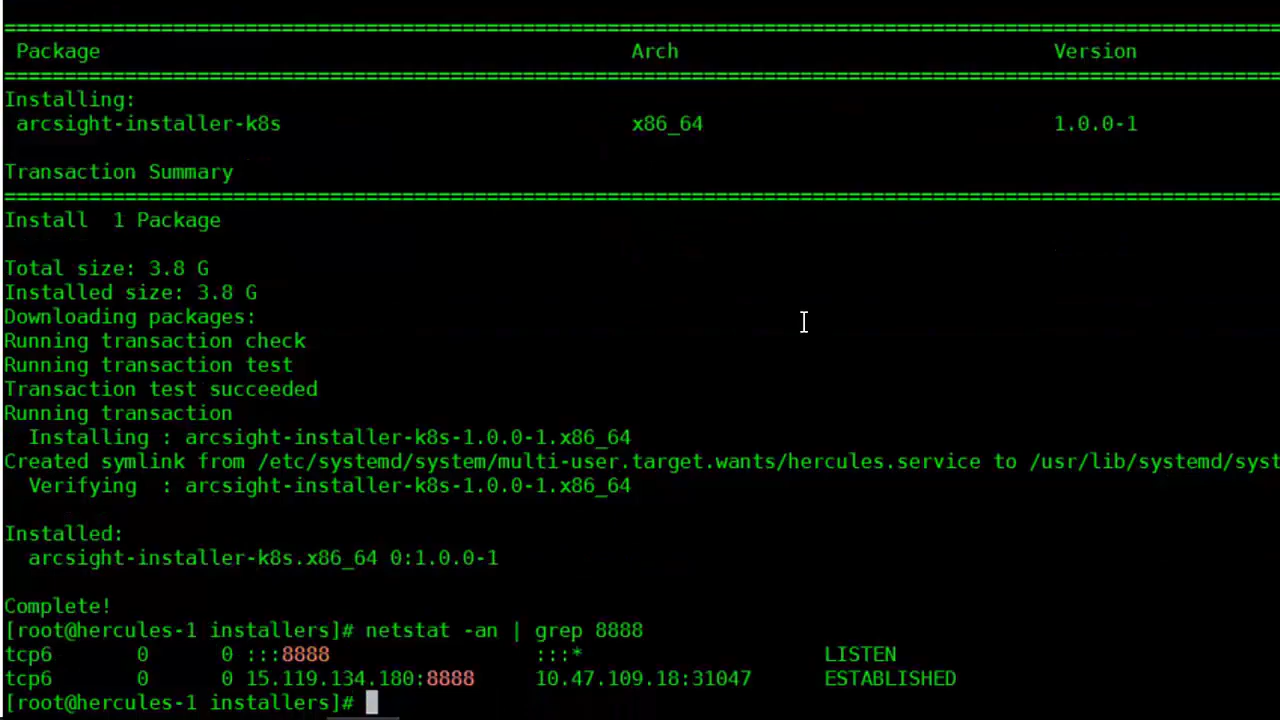 ================================================================================
Package Arch Version
================================================================================
Installing:
arcsight-installer-k8s x86_64 1.0.0-1
Transaction Summary
================================================================================
Install 1 Package
Total size: 3.8 G
Installed size: 3.8 G
Downloading packages:
Running transaction check
Running transaction test
Transaction test succeeded
Running transaction
Installing : arcsight-installer-k8s-1.0.0-1.x86_64
Created symlink from /etc/systemd/system/multi-user.target.wants/hercules.service to /usr/lib/systemd/syst
Verifying : arcsight-installer-k8s-1.0.0-1.x86_64
Installed:
arcsight-installer-k8s.x86_64 0:1.0.0-1
Complete!
[root@hercules-1 installers]# netstat -an | grep 8888
tcp6 0 0 :::8888 :::* LISTEN
tcp6 0 0 15.119.134.180:8888 10.47.109.18:31047 ESTABLISHED
[root@hercules-1 installers]#